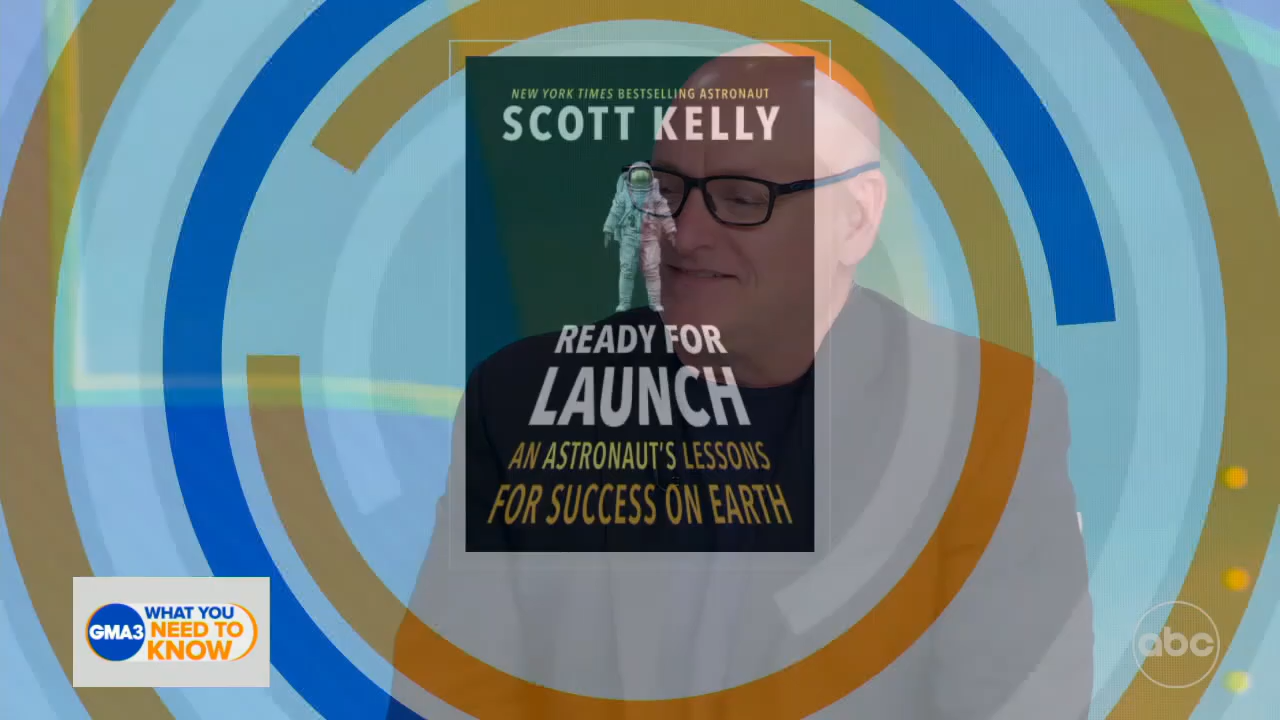 NEW YORK TIMES BESTSELLING ASTRONAUT
SCOTT KELLY
READY FOR
LAUNCH
AN ASTRONAUT'S LESSONS
FOR SUCCESS ON EARTH
GMA3
WHAT YOU
NEED TO
KNOW
abc